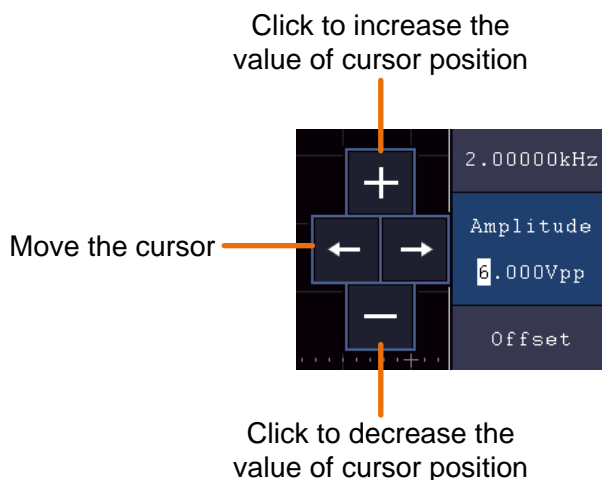 Click to increase the
value of cursor position
2.00000kHz
Move the cursor
Amplitude
6.000Vpp
Offset
Click to decrease the
value of cursor position